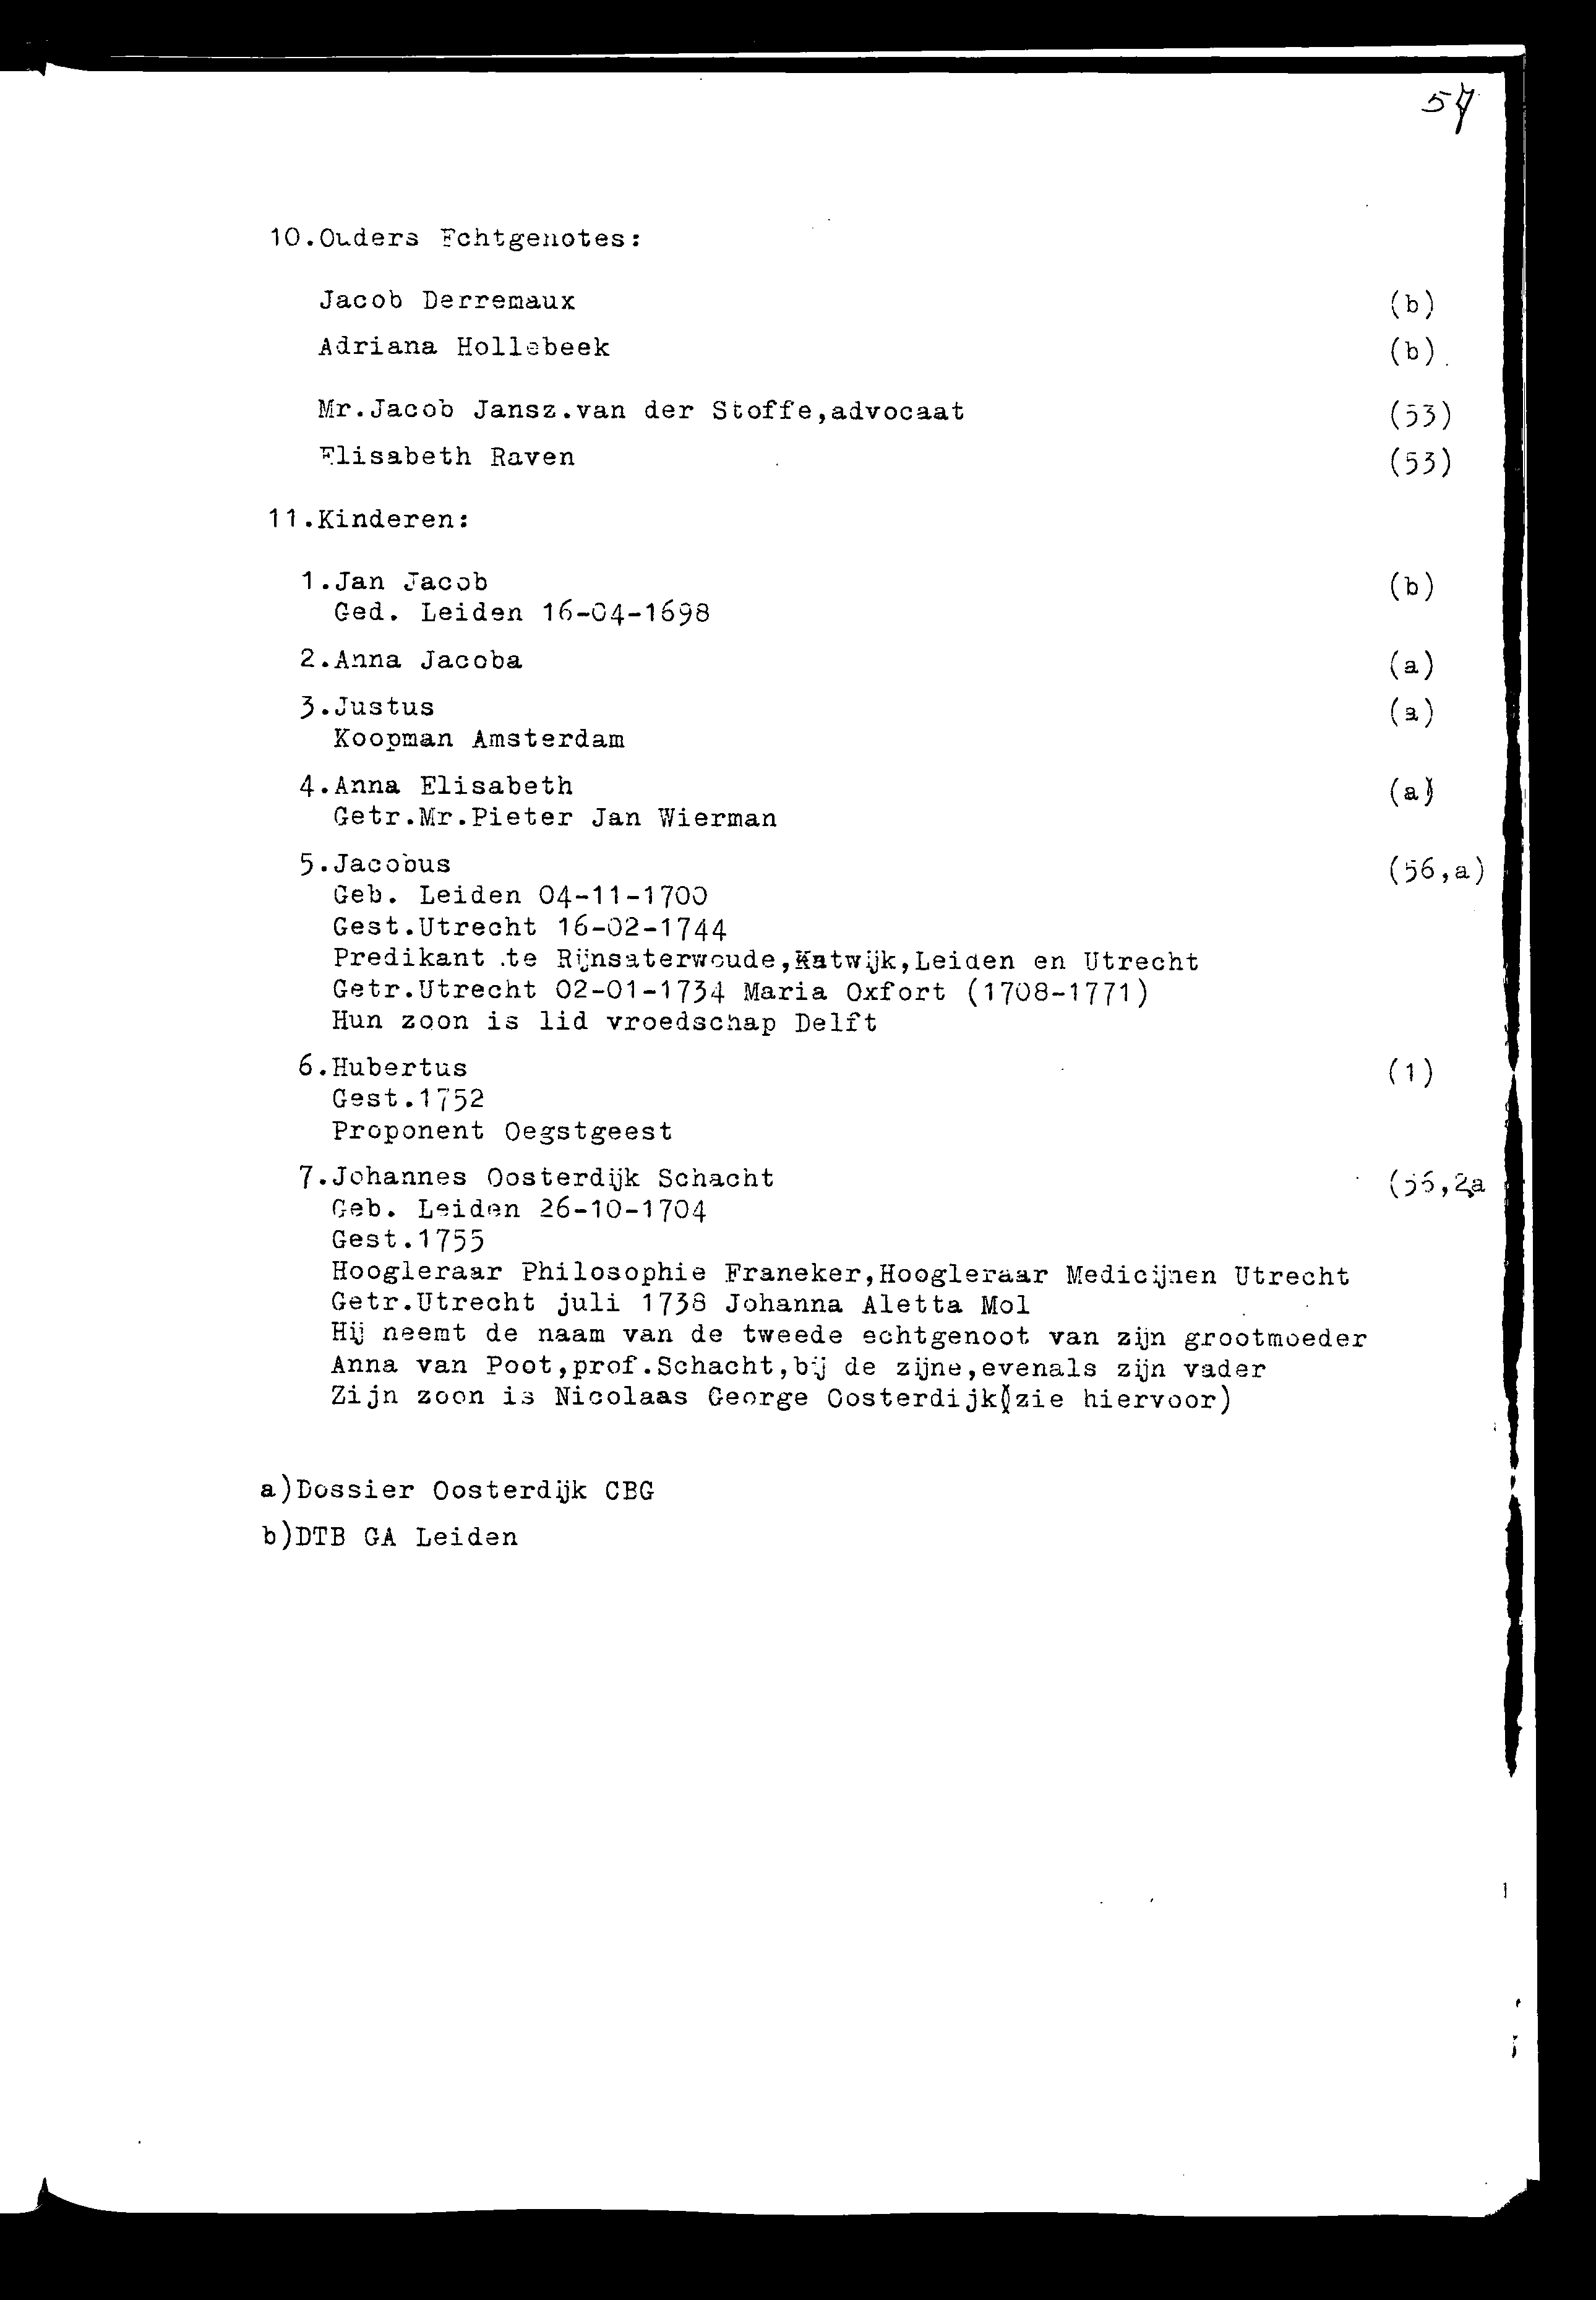 57
10.Ouders Echtgenotes:
Jacob Derremaux (b)
Adriana Hollebeek (b)
Mr.Jacob Jansz.van der Stoffe,advocaat (53)
Elisabeth Raven (53)
11.Kinderen:
1.Jan Jacob (b)
Ged. Leiden 16-04-1698
2.Anna Jacoba (a)
3.Justus (a)
Koopman Amsterdam
4.Anna Elisabeth (a)
Getr.Mr.Pieter Jan Wierman
5.Jacobus (56,a)
Geb. Leiden 04-11-1700
Gest.Utrecht 16-02-1744
Predikant te Rijnsaterwoude,Katwijk,Leiden en Utrecht
Getr.Utrecht 02-01-1734 Maria Oxfort (1708-1771)
Hun zoon is lid vroedschap Delft
6.Hubertus (1)
Gest.1752
Proponent Oegstgeest
7.Johannes Oosterdijk Schacht (56,2a
Geb. Leiden 26-10-1704
Gest.1755
Hoogleraar Philosophie Franeker,Hoogleraar Medicijnen Utrecht
Getr.Utrecht juli 1738 Johanna Aletta Mol
Hij neemt de naam van de tweede echtgenoot van zijn grootmoeder
Anna van Poot,prof.Schacht,bij de zijne,evenals zijn vader
Zijn zoon is Nicolaas George Oosterdijk(zie hiervoor)
a)Dossier Oosterdijk CBG
b)DTB GA Leiden